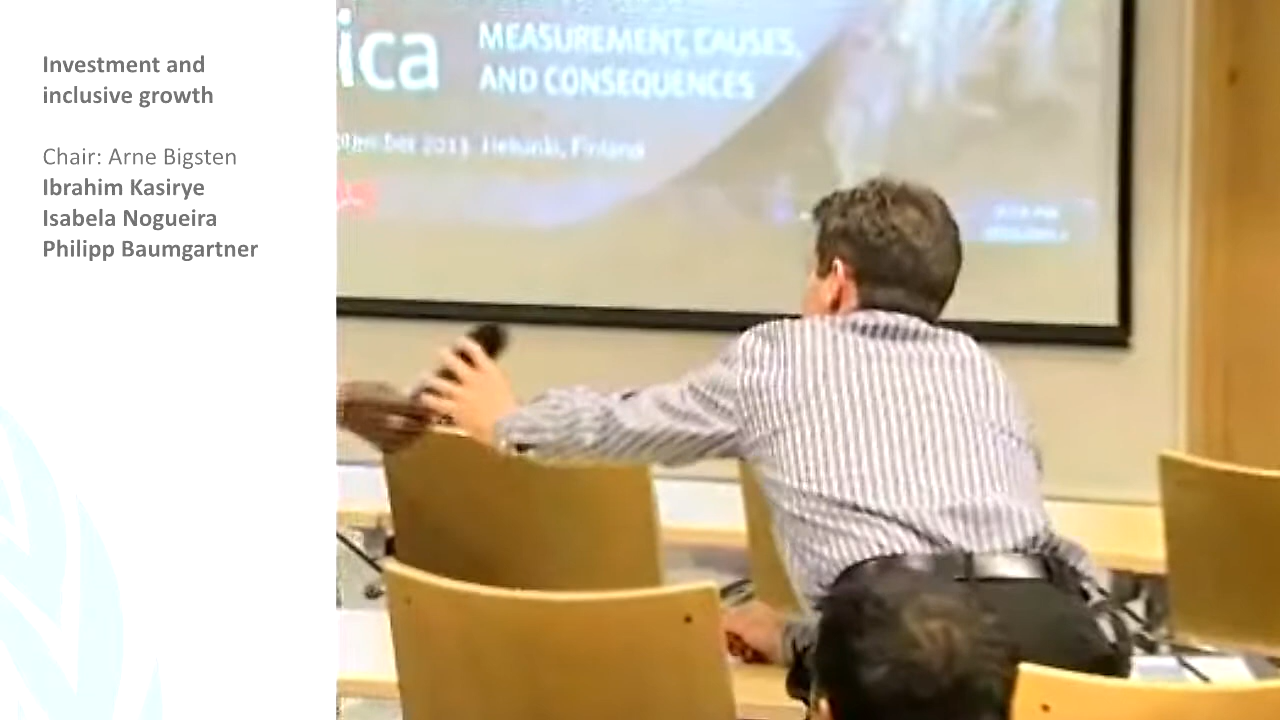 Investment and
inclusive growth
Chair: Arne Bigsten
Ibrahim Kasirye
Isabela Nogueira
Philipp Baumgartner
ica
MEASUREMENT, CAUSES,
AND CONSEQUENCES
2013 Helsinki, Finland